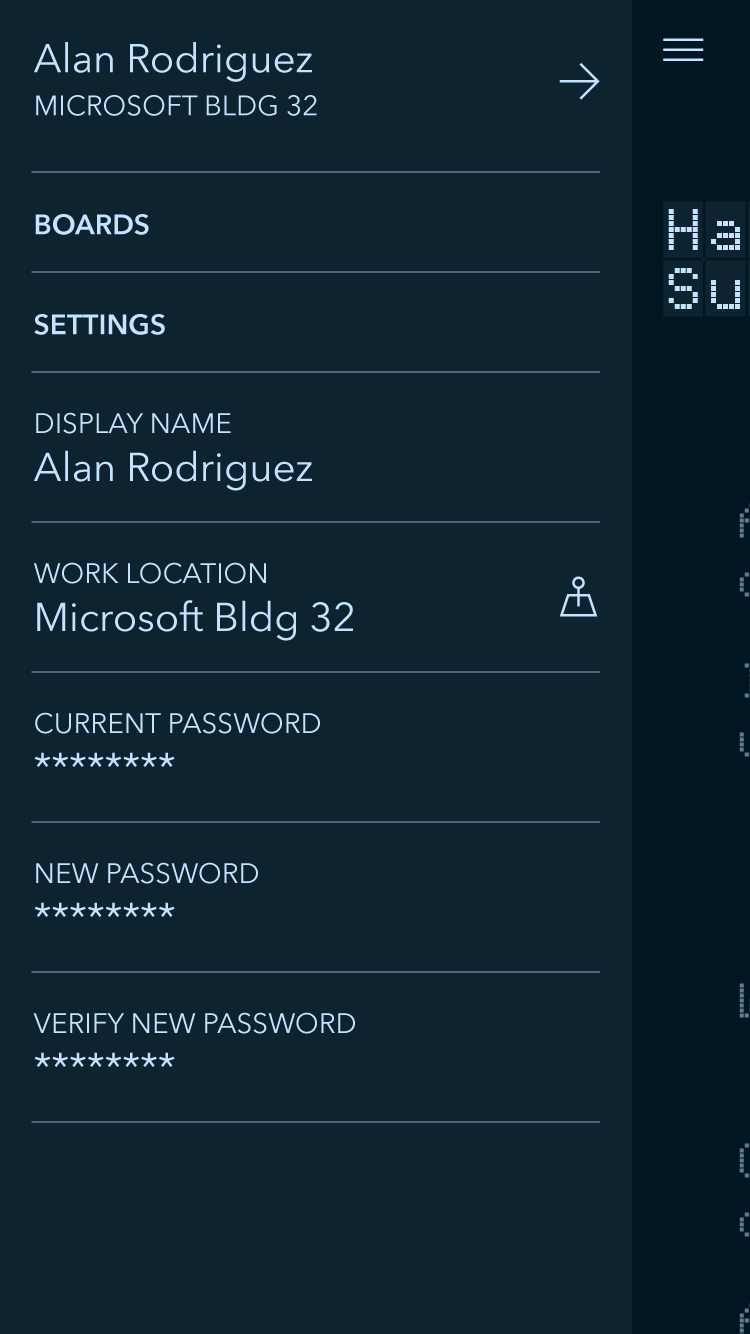 Alan Rodriguez
MICROSOFT BLDG 32
BOARDS
SETTINGS
DISPLAY NAME
Alan Rodriguez
WORK LOCATION
Microsoft Bldg 32
CURRENT PASSWORD
********
NEW PASSWORD
********
VERIFY NEW PASSWORD
********
Ha
Su